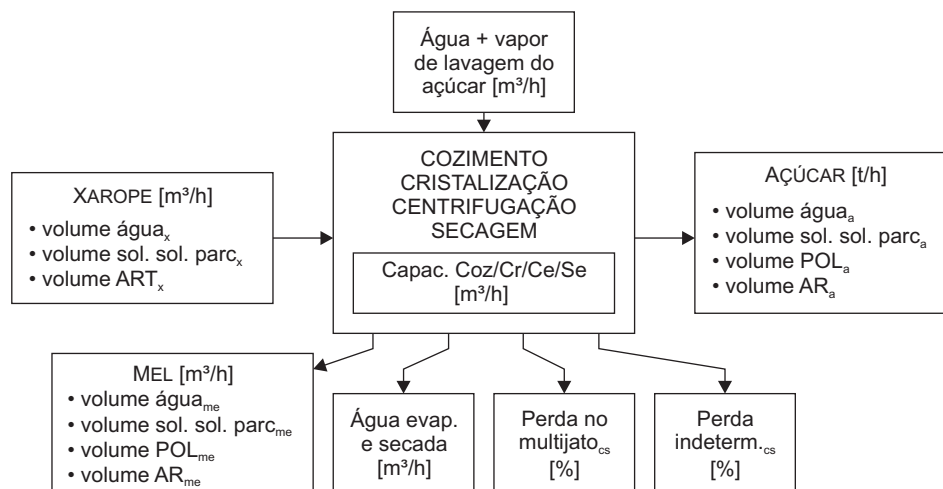 Água + vapor
de lavagem do
açúcar [m³/h]
XAROPE [m³/h]
• volume águaₓ
• volume sol. sol. parcₓ
• volume ARTₓ
COZIMENTO
CRISTALIZAÇÃO
CENTRIFUGAÇÃO
SECAGEM
Capac. Coz/Cr/Ce/Se
[m³/h]
AÇÚCAR [t/h]
• volume águaₐ
• volume sol. sol. parcₐ
• volume POLₐ
• volume ARₐ
MEL [m³/h]
• volume águame
• volume sol. sol. parcme
• volume POLme
• volume ARme
Água evap.
e secada
[m³/h]
Perda no
multijatocs
[%]
Perda
indeterm.cs
[%]